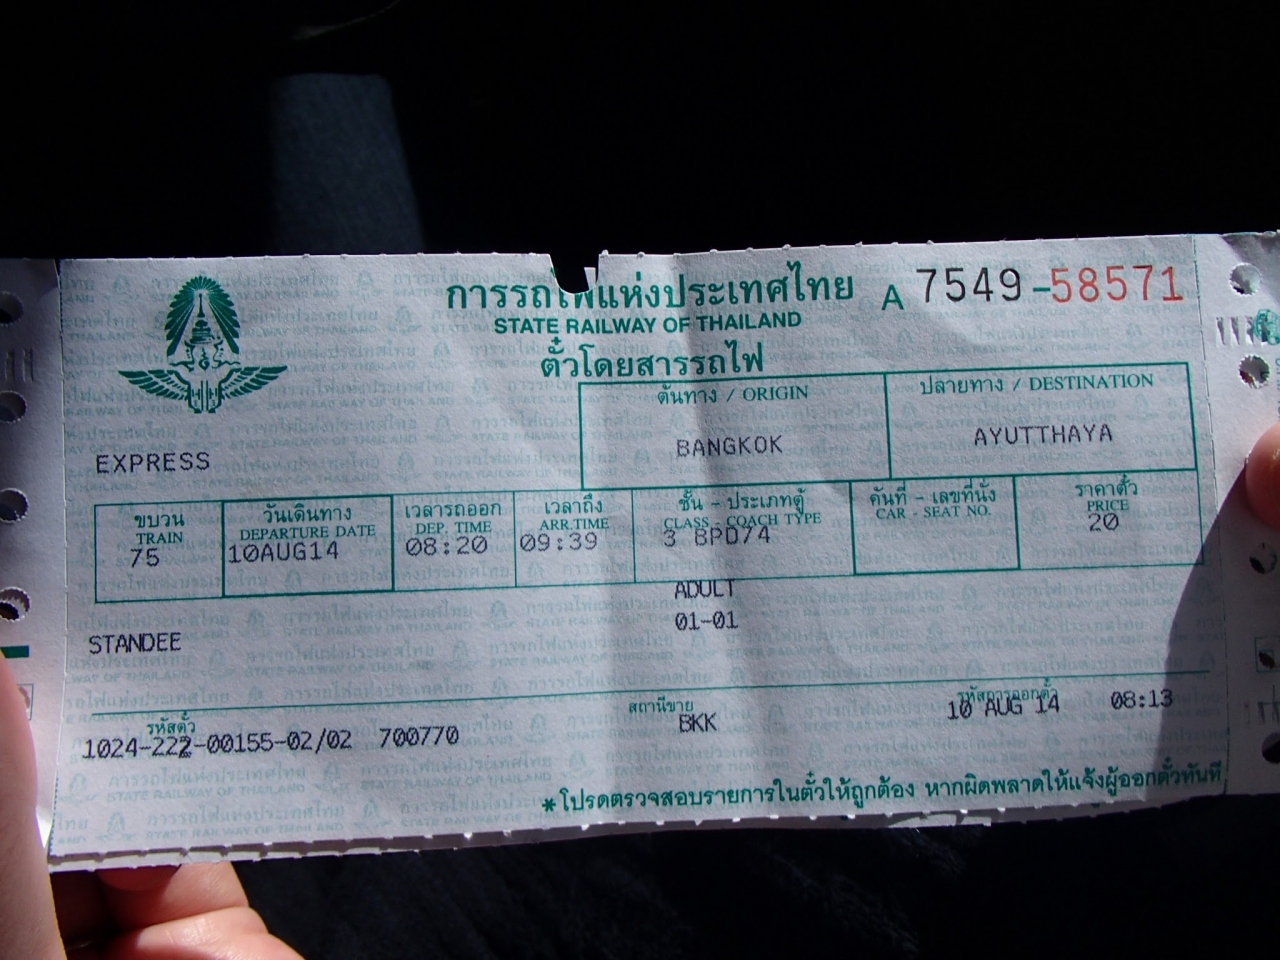 การรถไฟแห่งประเทศไทย A 7549-58571
STATE RAILWAY OF THAILAND
ตั๋วโดยสารรถไฟ
ต้นทาง / ORIGIN ปลายทาง / DESTINATION
EXPRESS BANGKOK AYUTTHAYA
ขบวน วันเดินทาง เวลารถออก เวลาถึง ชั้น - ประเภทตู้ คันที่ - เลขที่นั่ง ราคาตั๋ว
TRAIN DEPARTURE DATE DEP. TIME ARR.TIME CLASS - COACH TYPE CAR - SEAT NO. PRICE
75 10AUG14 08:20 09:39 3 BPD74 20
ADULT
STANDEE 01-01
รหัสตั๋ว สถานีขาย
1024-222-00155-02/02 700770 BKK 10 AUG 14 08:13
*โปรดตรวจสอบรายการในตั๋วให้ถูกต้อง หากผิดพลาดให้แจ้งผู้ออกตั๋วทันที